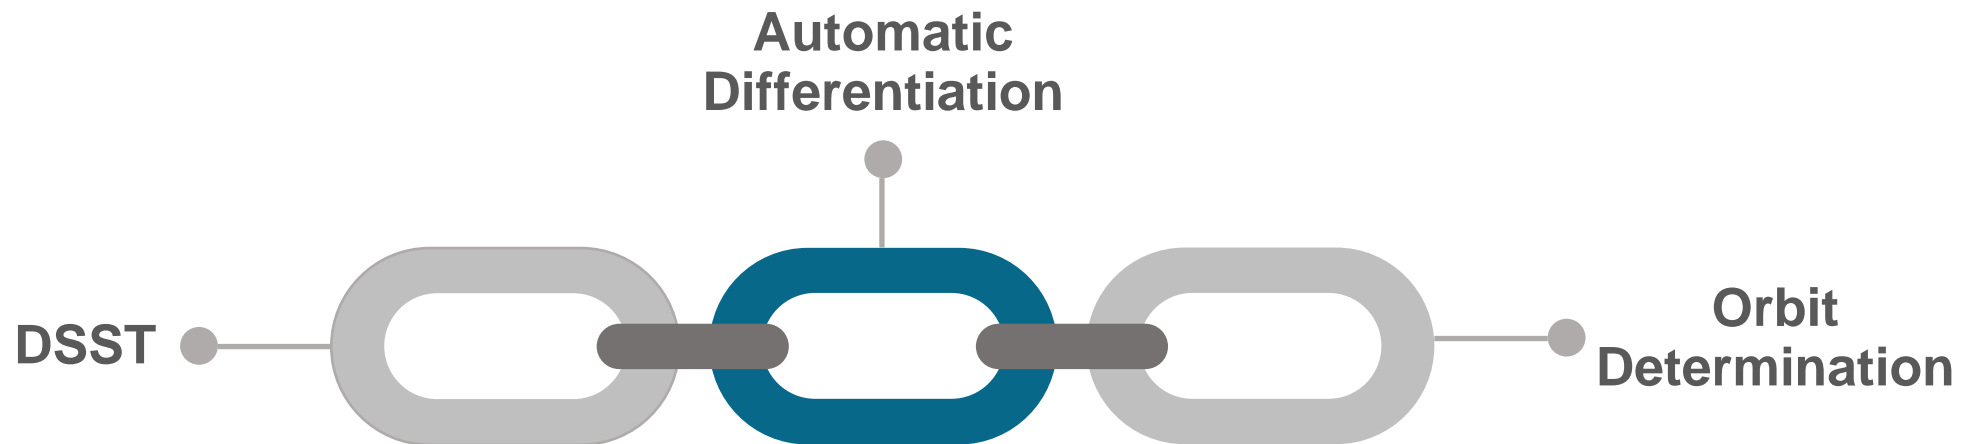 Automatic
Differentiation
DSST
Orbit
Determination